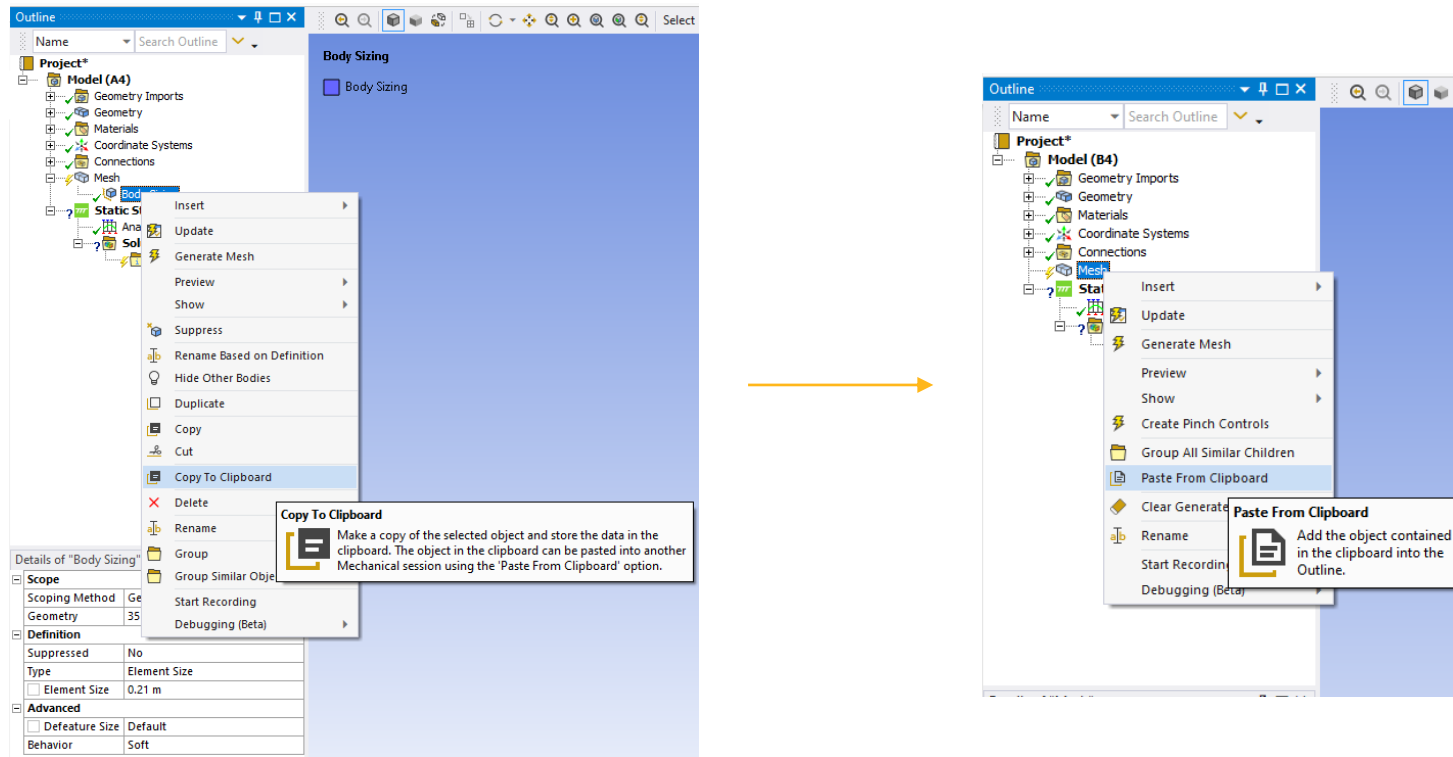 Outline
Name
Search Outline
Project*
Model (A4)
Geometry Imports
Geometry
Materials
Coordinate Systems
Connections
Mesh
Static
Ana
Sol
Insert
Update
Generate Mesh
Preview
Show
Suppress
Rename Based on Definition
Hide Other Bodies
Duplicate
Copy
Cut
Copy To Clipboard
Delete
Rename
Group
Group Similar Obje
Start Recording
Debugging (Beta)
Copy To Clipboard
Make a copy of the selected object and store the data in the
clipboard. The object in the clipboard can be pasted into another
Mechanical session using the 'Paste From Clipboard' option.
Details of "Body Sizing"
Scope
Scoping Method Ge
Geometry 35
Definition
Suppressed No
Type Element Size
Element Size 0.21 m
Advanced
Defeature Size Default
Behavior Soft
Select
Body Sizing
Body Sizing
Outline
Name
Search Outline
Project*
Model (B4)
Geometry Imports
Geometry
Materials
Coordinate Systems
Connections
Mesh
Stat
Insert
Update
Generate Mesh
Preview
Show
Create Pinch Controls
Group All Similar Children
Paste From Clipboard
Clear Generate
Rename
Start Recordin
Debugging (Beta)
Paste From Clipboard
Add the object contained
in the clipboard into the
Outline.